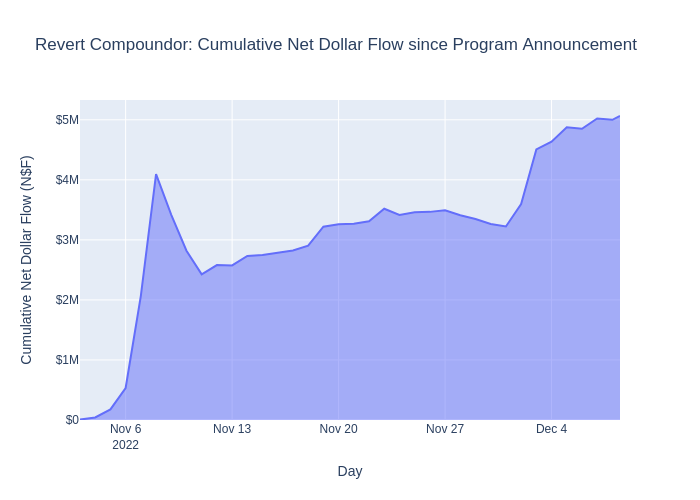 Revert Compoundor: Cumulative Net Dollar Flow since Program Announcement
Cumulative Net Dollar Flow (N$F)
$5M
$4M
$3M
$2M
$1M
$0
Nov 6
2022
Nov 13
Nov 20
Nov 27
Dec 4
Day